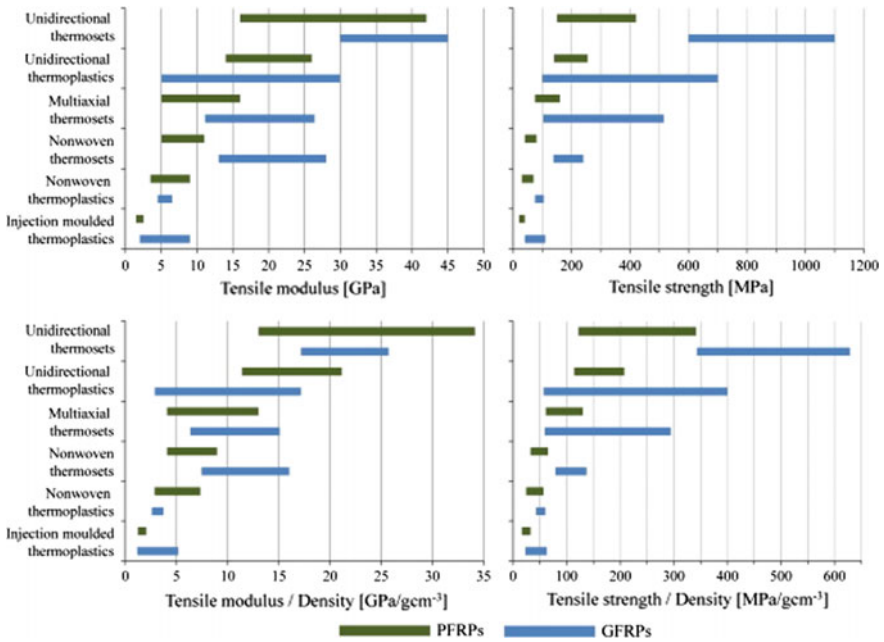 Unidirectional
thermosets
Unidirectional
thermoplastics
Multiaxial
thermosets
Nonwoven
thermosets
Nonwoven
thermoplastics
Injection moulded
thermoplastics
0 5 10 15 20 25 30 35 40 45 50
Tensile modulus [GPa]
0 200 400 600 800 1000 1200
Tensile strength [MPa]
Unidirectional
thermosets
Unidirectional
thermoplastics
Multiaxial
thermosets
Nonwoven
thermosets
Nonwoven
thermoplastics
Injection moulded
thermoplastics
0 5 10 15 20 25 30 35
Tensile modulus / Density [GPa/gcm⁻³]
0 100 200 300 400 500 600
Tensile strength / Density [MPa/gcm⁻³]
PFRPs GFRPs